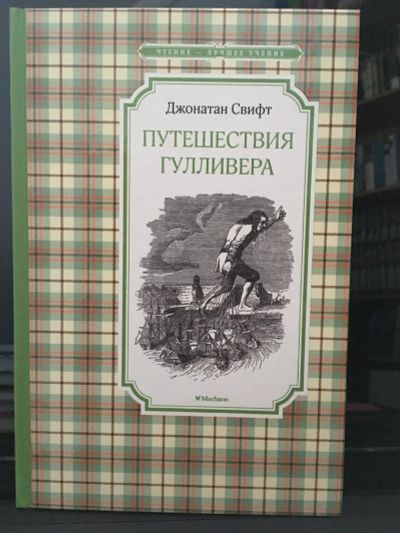 ЧТЕНИЕ – ЛУЧШЕЕ УЧЕНИЕ
Джонатан Свифт
ПУТЕШЕСТВИЯ
ГУЛЛИВЕРА
Махаон